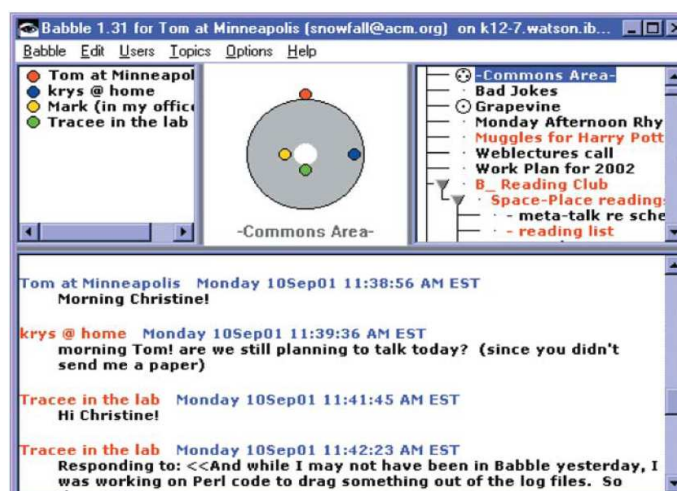 Babble 1.31 for Tom at Minneapolis (snowfall@acm.org) on k12-7.watson.ib...
Babble Edit Users Topics Options Help
Tom at Minneapol
krys @ home
Mark (in my offic
Tracee in the lab
-Commons Area-
-Commons Area-
Bad Jokes
Grapevine
Monday Afternoon Rhy
Muggles for Harry Pott
Weblectures call
Work Plan for 2002
B_ Reading Club
Space-Place reading
- meta-talk re sche
- reading list
Tom at Minneapolis Monday 10Sep01 11:38:56 AM EST
Morning Christine!
krys @ home Monday 10Sep01 11:39:36 AM EST
morning Tom! are we still planning to talk today? (since you didn't
send me a paper)
Tracee in the lab Monday 10Sep01 11:41:45 AM EST
Hi Christine!
Tracee in the lab Monday 10Sep01 11:42:23 AM EST
Responding to: <<And while I may not have been in Babble yesterday, I
was working on Perl code to drag something out of the log files. So